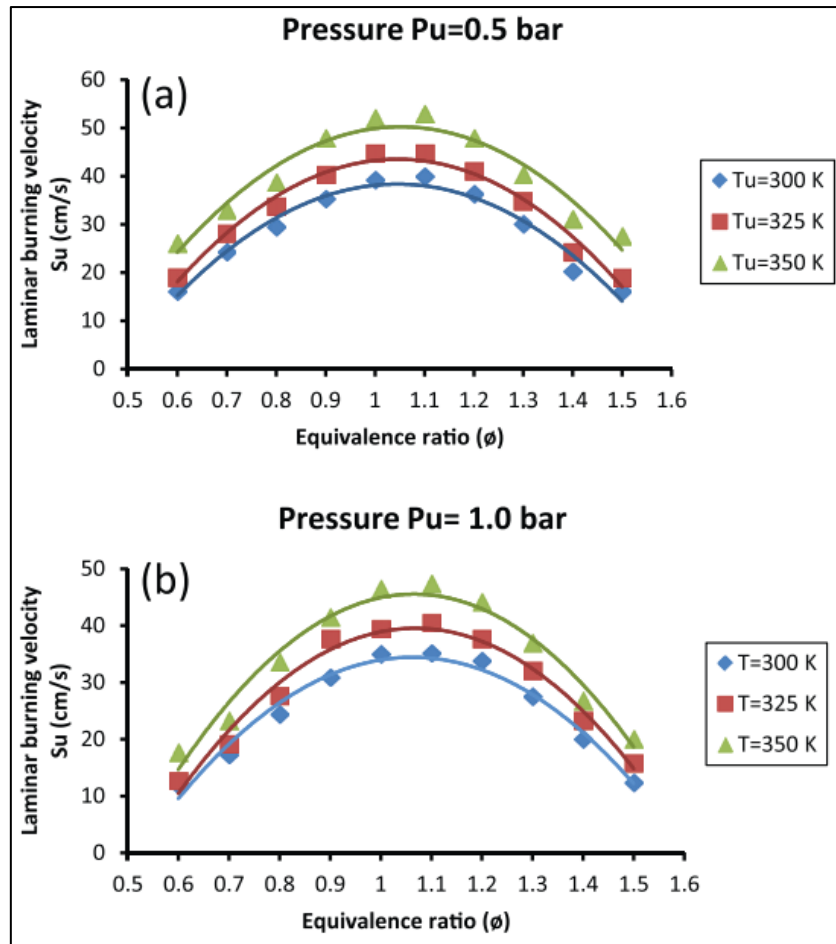 Pressure Pu=0.5 bar
(a)
Laminar burning velocity
Su (cm/s)
60
50
40
30
20
10
0
0.5 0.6 0.7 0.8 0.9 1 1.1 1.2 1.3 1.4 1.5 1.6
Equivalence ratio (ø)
Tu=300 K
Tu=325 K
Tu=350 K
Pressure Pu= 1.0 bar
(b)
Laminar burning velocity
Su (cm/s)
50
40
30
20
10
0
0.5 0.6 0.7 0.8 0.9 1 1.1 1.2 1.3 1.4 1.5 1.6
Equivalence ratio (ø)
T=300 K
T=325 K
T=350 K